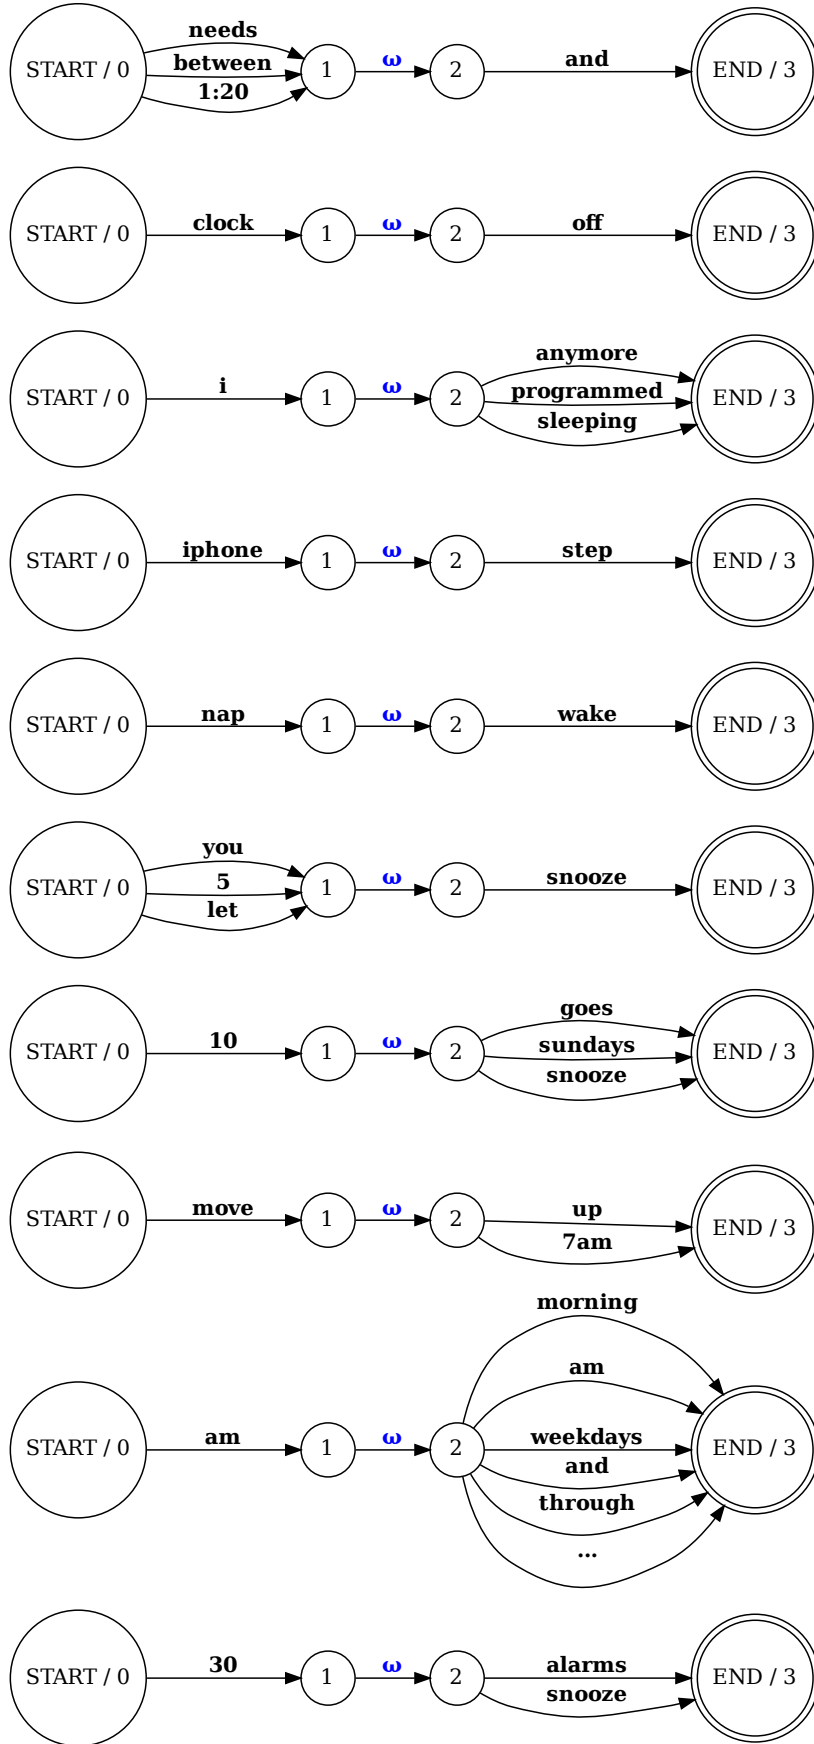 needs
START / 0 between 1 ω 2 and END / 3
1:20
START / 0 clock 1 ω 2 off END / 3
anymore
START / 0 i 1 ω 2 programmed END / 3
sleeping
START / 0 iphone 1 ω 2 step END / 3
START / 0 nap 1 ω 2 wake END / 3
you
START / 0 5 1 ω 2 snooze END / 3
let
goes
START / 0 10 1 ω 2 sundays END / 3
snooze
START / 0 move 1 ω 2 up END / 3
7am
morning
am
START / 0 am 1 ω 2 weekdays END / 3
and
through
...
START / 0 30 1 ω 2 alarms END / 3
snooze